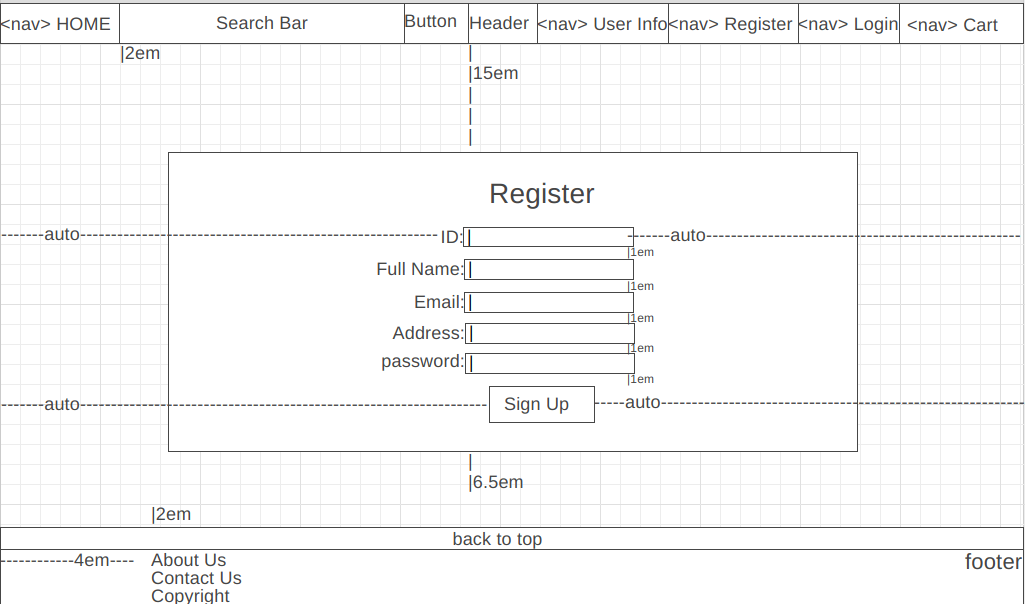 <nav> HOME Search Bar Button Header <nav> User Info <nav> Register <nav> Login <nav> Cart
|2em
|15em
Register
auto ID: auto
|1em
Full Name:
|1em
Email:
|1em
Address:
|1em
password:
|1em
auto Sign Up auto
|6.5em
|2em
back to top
4em About Us footer
Contact Us
Copyright